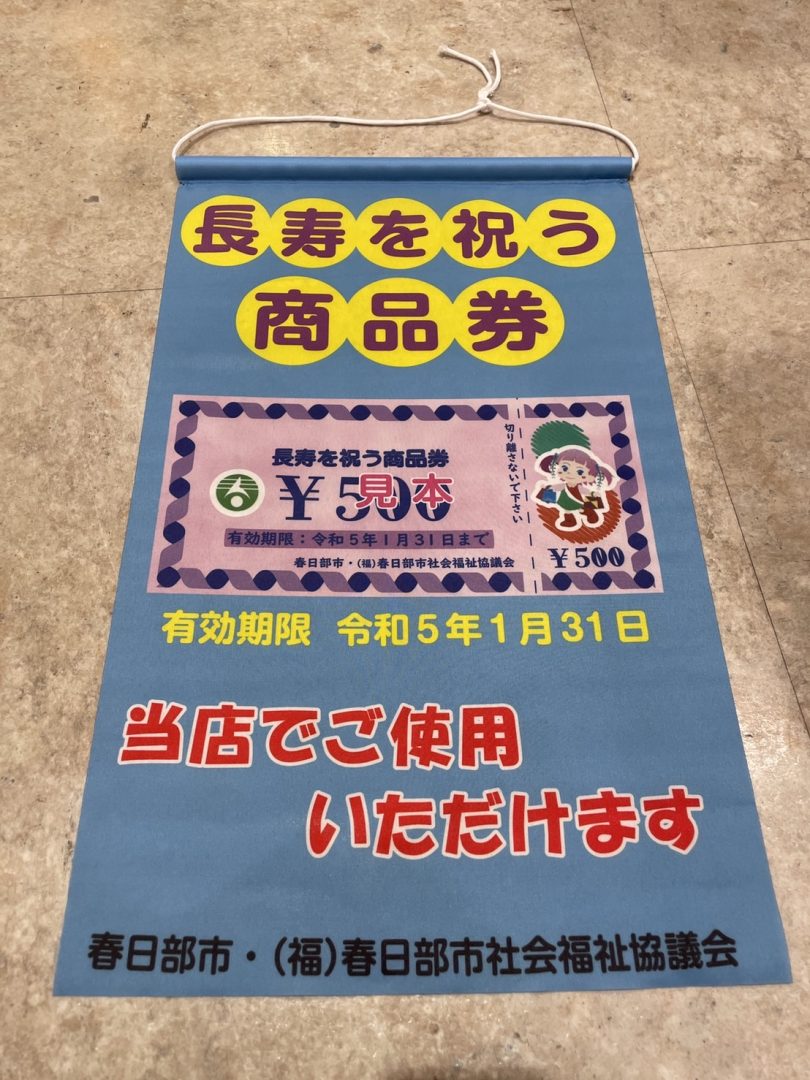 長寿を祝う
商品券
長寿を祝う商品券
¥500
見本
有効期限：令和5年1月31日まで
春日部市・(福)春日部市社会福祉協議会
切り離さないで下さい
¥500
有効期限 令和5年1月31日
当店でご使用
いただけます
春日部市・(福)春日部市社会福祉協議会